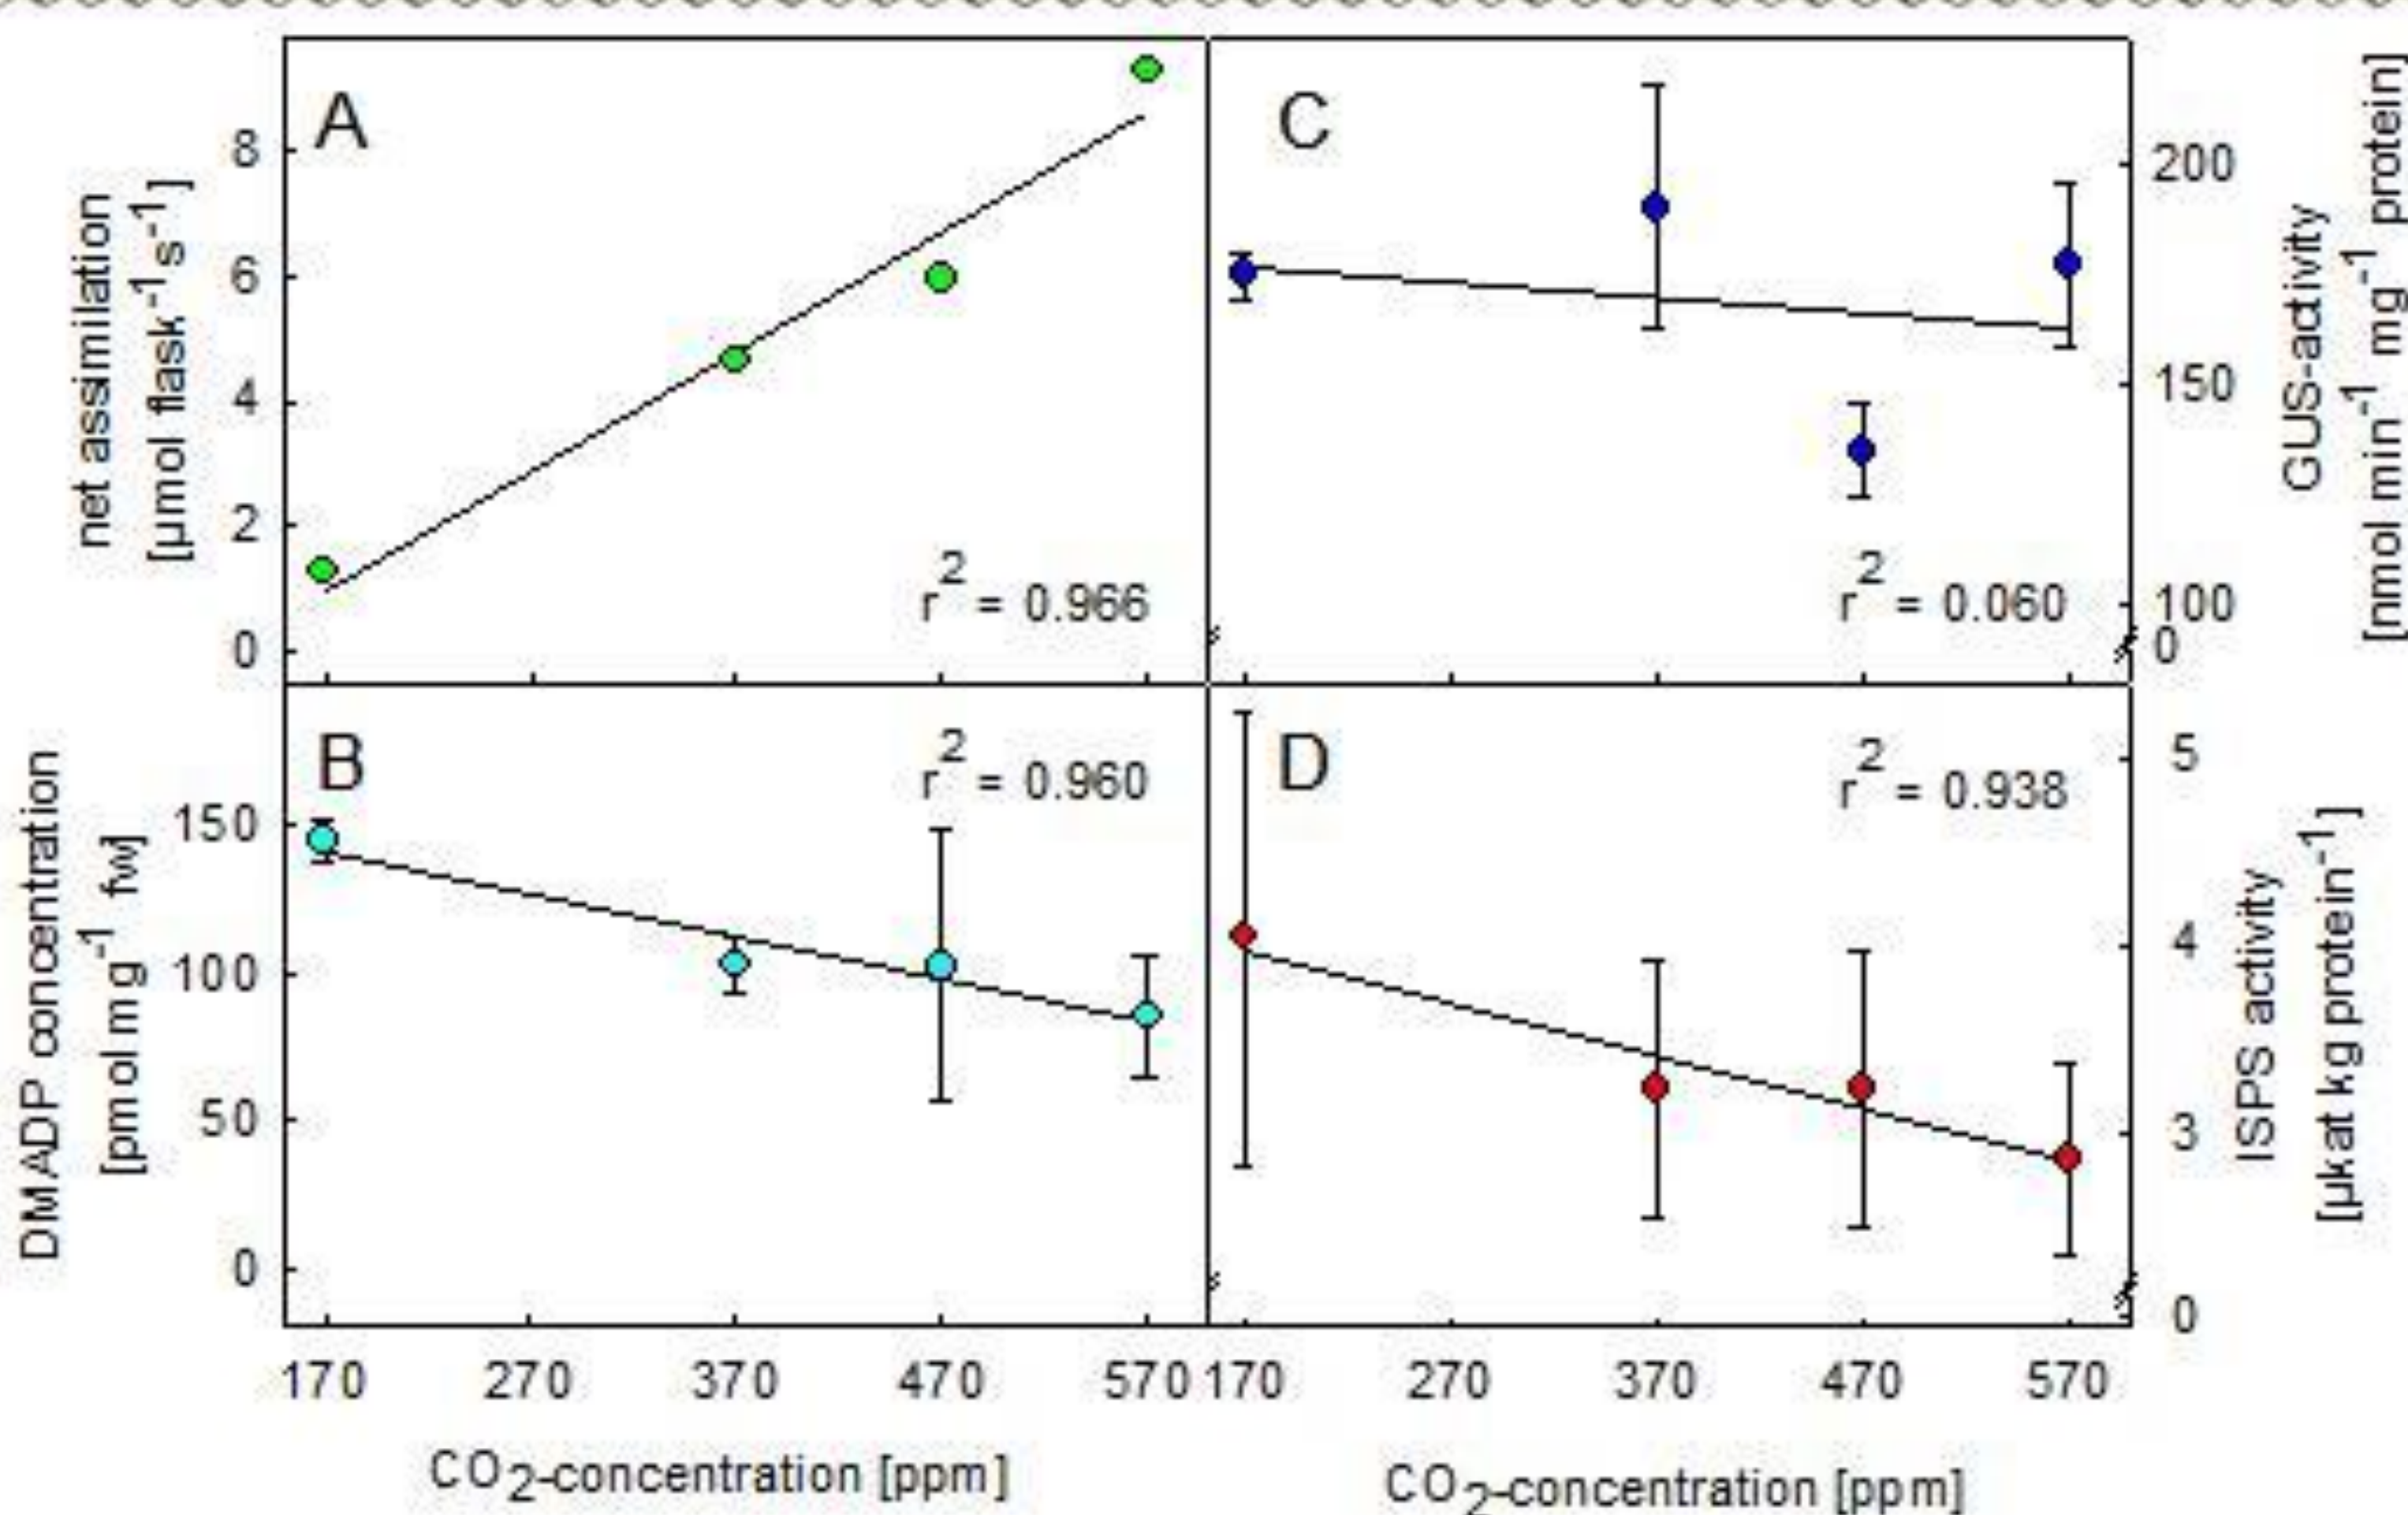 A
net assimilation
[µmol flask⁻¹s⁻¹]
8
6
4
2
0
r² = 0.966
C
GUS-activity
[nmol min⁻¹ mg⁻¹ protein]
200
150
100
0
r² = 0.060
B
DMADP concentration
[pmol mg⁻¹ fw]
150
100
50
0
r² = 0.960
D
ISPS activity
[µkat kg protein⁻¹]
5
4
3
0
r² = 0.938
170 270 370 470 570 170 270 370 470 570
CO₂-concentration [ppm] CO₂-concentration [ppm]